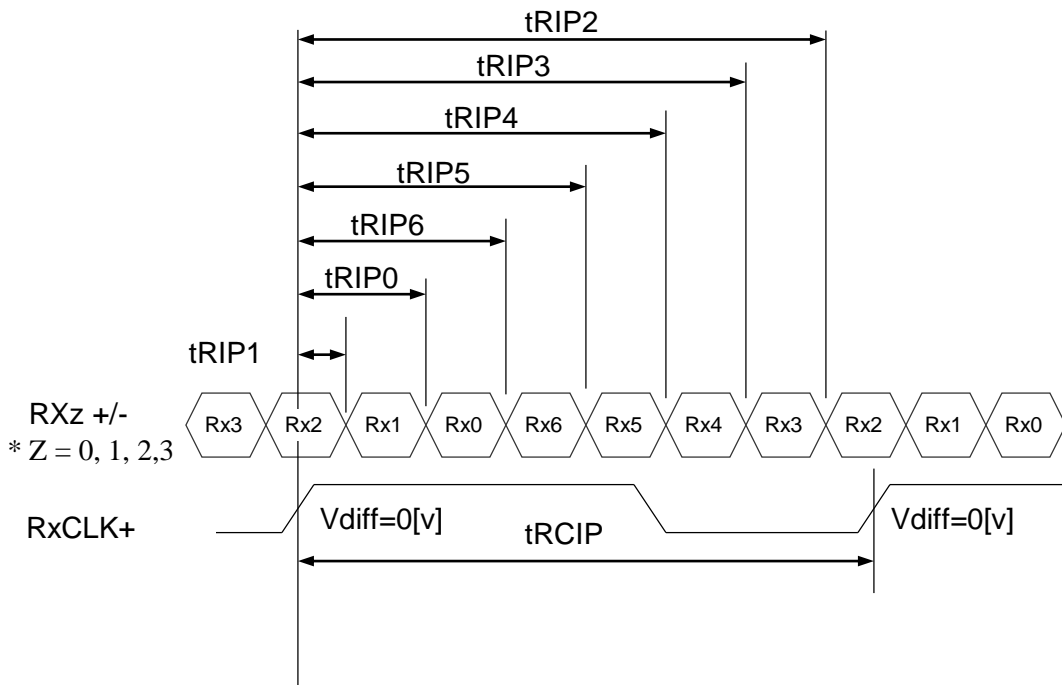 tRIP2
tRIP3
tRIP4
tRIP5
tRIP6
tRIP0
tRIP1
RXz +/-
* Z = 0, 1, 2,3
Rx3 Rx2 Rx1 Rx0 Rx6 Rx5 Rx4 Rx3 Rx2 Rx1 Rx0
RxCLK+
Vdiff=0[v]
Vdiff=0[v]
tRCIP